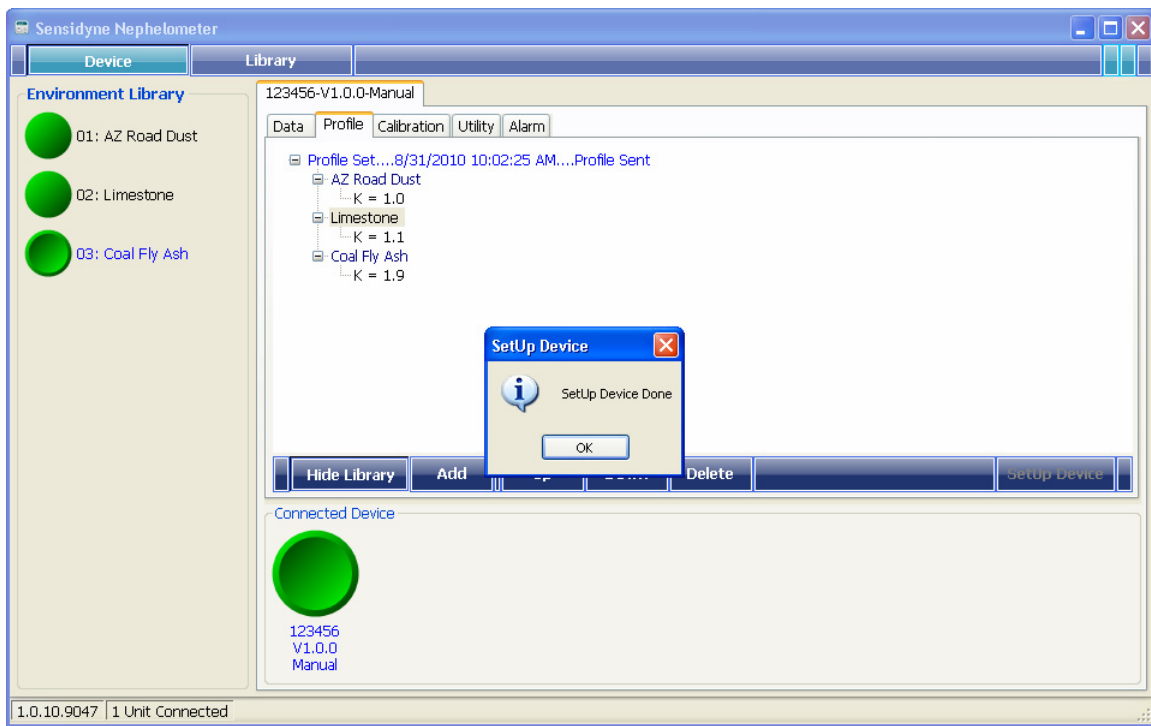 Sensidyne Nephelometer
Device Library
Environment Library
01: AZ Road Dust
02: Limestone
03: Coal Fly Ash
123456-V1.0.0-Manual
Data Profile Calibration Utility Alarm
Profile Set....8/31/2010 10:02:25 AM....Profile Sent
AZ Road Dust
K = 1.0
Limestone
K = 1.1
Coal Fly Ash
K = 1.9
SetUp Device
SetUp Device Done
OK
Hide Library Add Delete SetUp Device
Connected Device
123456
V1.0.0
Manual
1.0.10.9047 1 Unit Connected